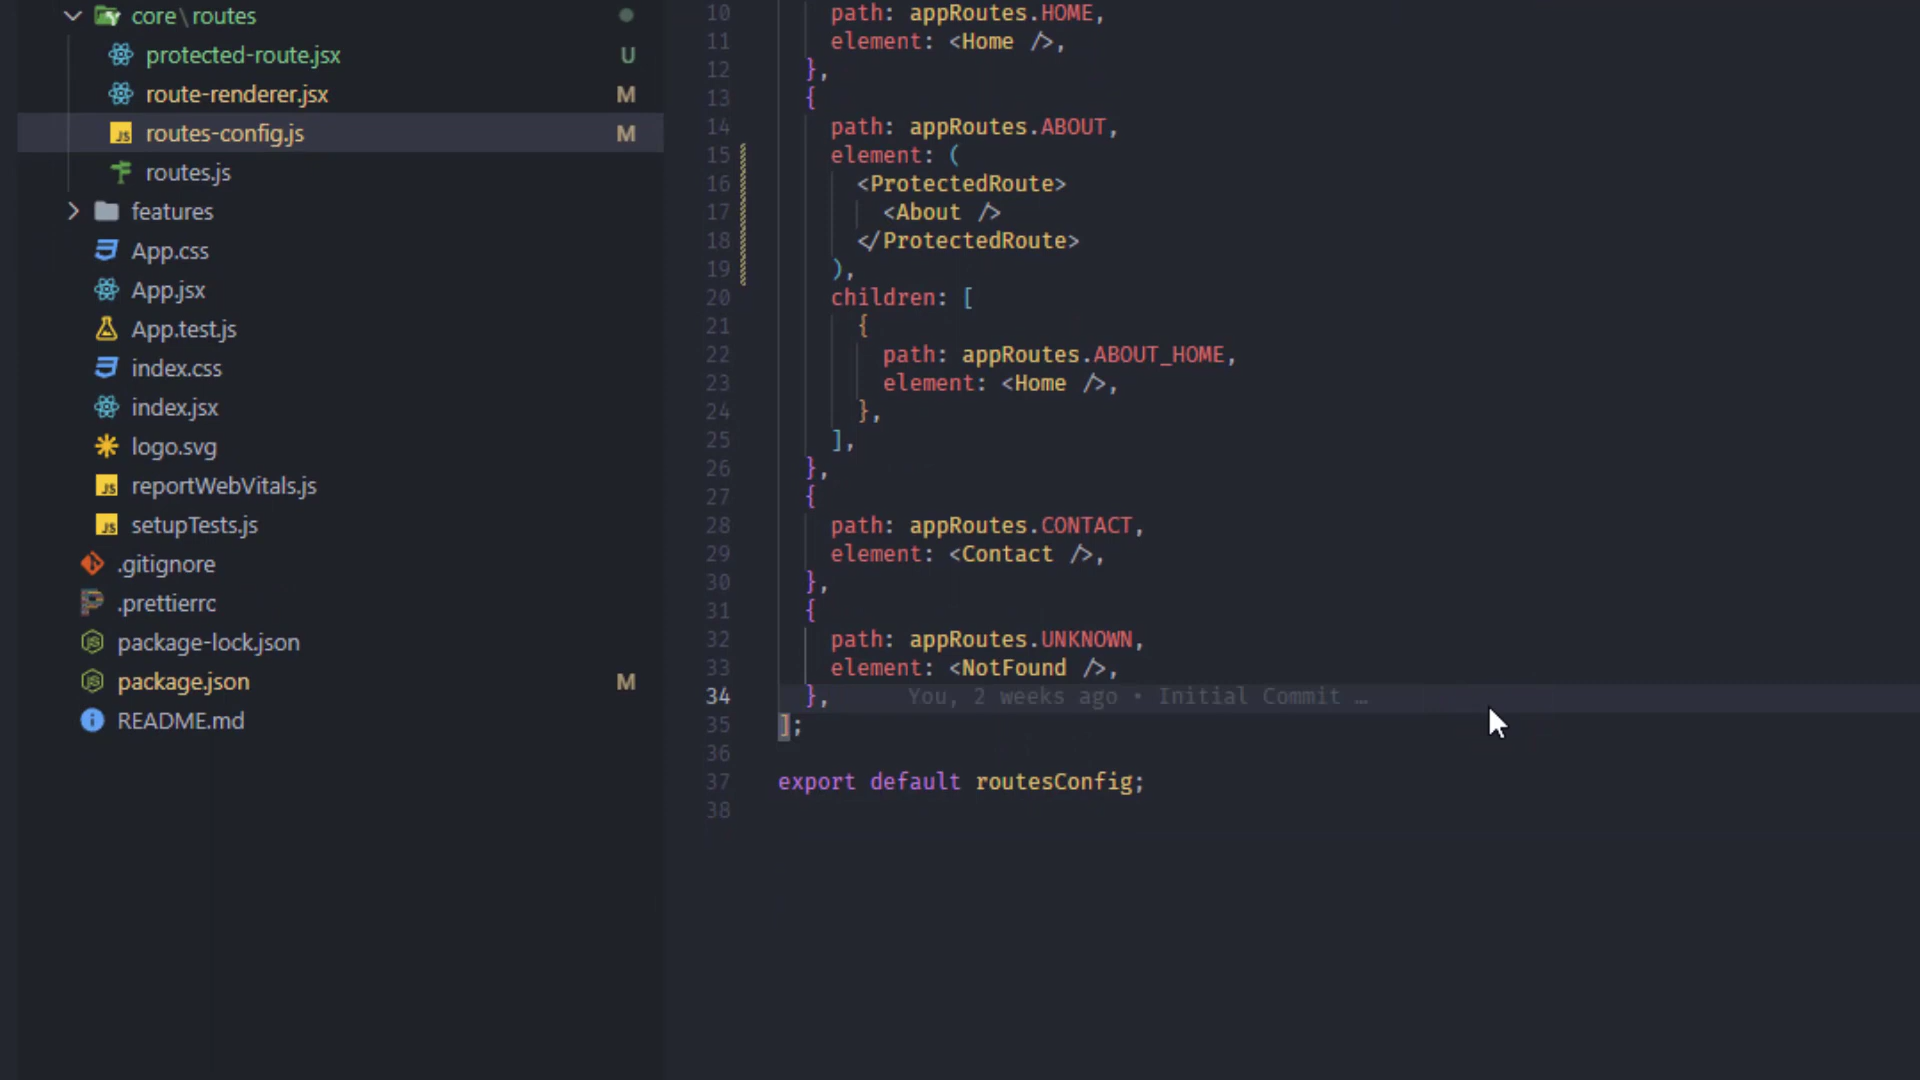 core\routes
protected-route.jsx U
route-renderer.jsx M
routes-config.js M
routes.js
features
App.css
App.jsx
App.test.js
index.css
index.jsx
logo.svg
reportWebVitals.js
setupTests.js
.gitignore
.prettierrc
package-lock.json
package.json M
README.md
10 path: appRoutes.HOME,
11 element: <Home />,
12 },
13 {
14 path: appRoutes.ABOUT,
15 element: (
16 <ProtectedRoute>
17 <About />
18 </ProtectedRoute>
19 ),
20 children: [
21 {
22 path: appRoutes.ABOUT_HOME,
23 element: <Home />,
24 },
25 ],
26 },
27 {
28 path: appRoutes.CONTACT,
29 element: <Contact />,
30 },
31 {
32 path: appRoutes.UNKNOWN,
33 element: <NotFound />,
34 }, You, 2 weeks ago • Initial Commit …
35 ];
36
37 export default routesConfig;
38